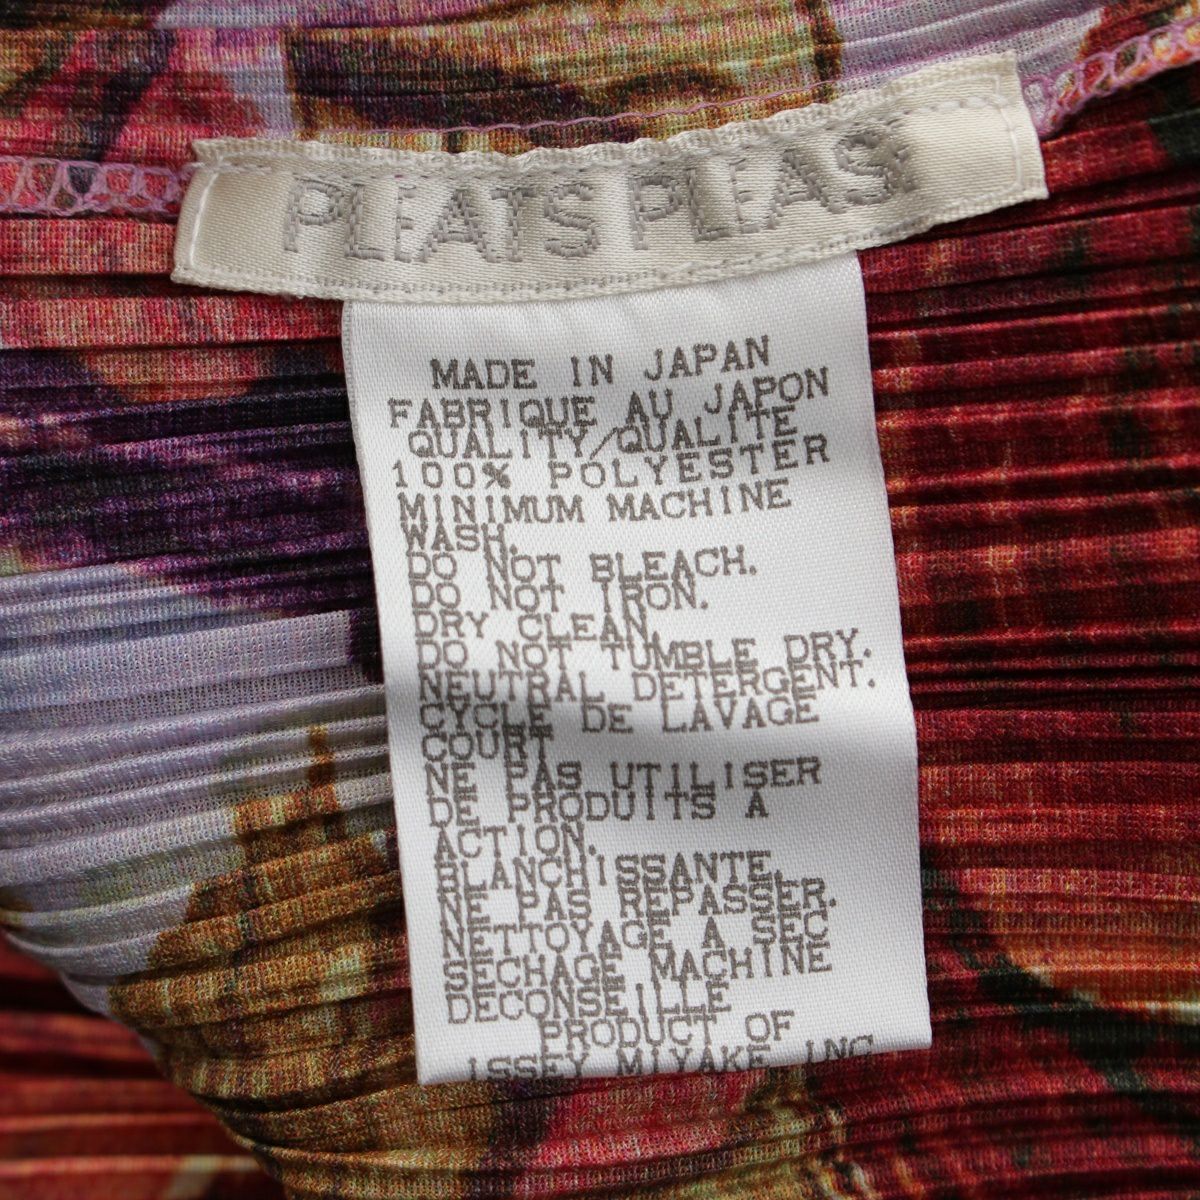 PLEATS PLEASE
MADE IN JAPAN
FABRIQUE AU JAPON
QUALITY/QUALITE
100% POLYESTER
MINIMUM MACHINE
WASH.
DO NOT BLEACH.
DO NOT IRON.
DRY CLEAN.
DO NOT TUMBLE DRY.
NEUTRAL DETERGENT.
CYCLE DE LAVAGE
COURT
NE PAS UTILISER
DE PRODUITS A
ACTION.
BLANCHISSANTE.
NE PAS REPASSER.
NETTOYAGE A SEC
SECHAGE MACHINE
DECONSEILLE
PRODUCT OF
ISSEY MIYAKE INC